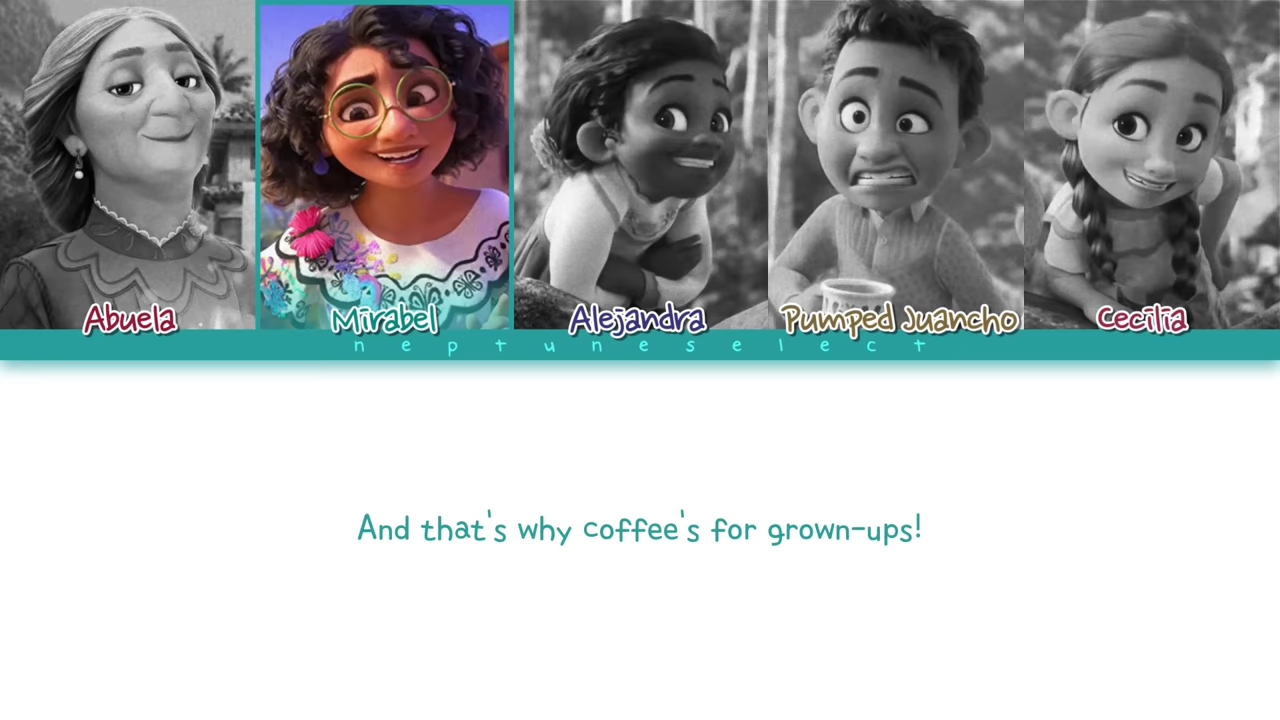 Abuela
Mirabel
Alejandra
Pumped Juancho
Cecilia
neptuneselect
And that's why coffee's for grown-ups!